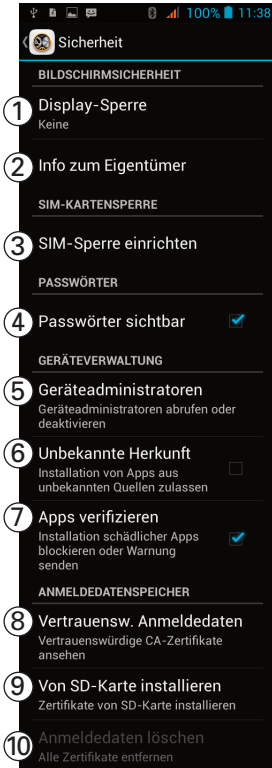 100% 11:38
Sicherheit
BILDSCHIRMSICHERHEIT
1 Display-Sperre
Keine
2 Info zum Eigentümer
SIM-KARTENSPERRE
3 SIM-Sperre einrichten
PASSWÖRTER
4 Passwörter sichtbar
GERÄTEVERWALTUNG
5 Geräteadministratoren
Geräteadministratoren abrufen oder
deaktivieren
6 Unbekannte Herkunft
Installation von Apps aus
unbekannten Quellen zulassen
7 Apps verifizieren
Installation schädlicher Apps
blockieren oder Warnung
senden
ANMELDEDATENSPEICHER
8 Vertrauensw. Anmeldedaten
Vertrauenswürdige CA-Zertifikate
ansehen
9 Von SD-Karte installieren
Zertifikate von SD-Karte installieren
10 Anmeldedaten löschen
Alle Zertifikate entfernen